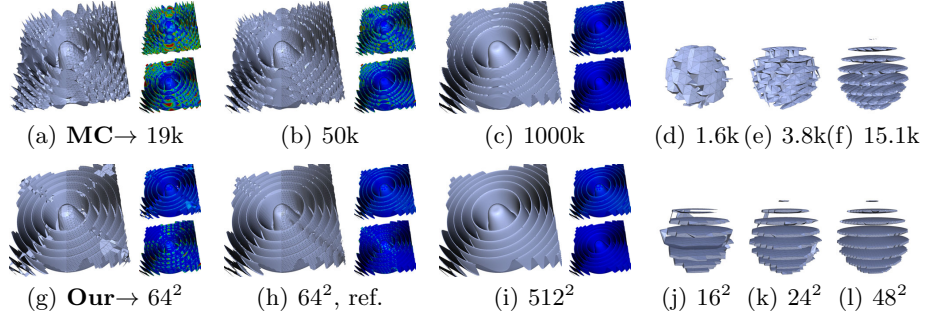 (a) MC→ 19k (b) 50k (c) 1000k (d) 1.6k (e) 3.8k (f) 15.1k
(g) Our→ 64² (h) 64², ref. (i) 512² (j) 16² (k) 24² (l) 48²